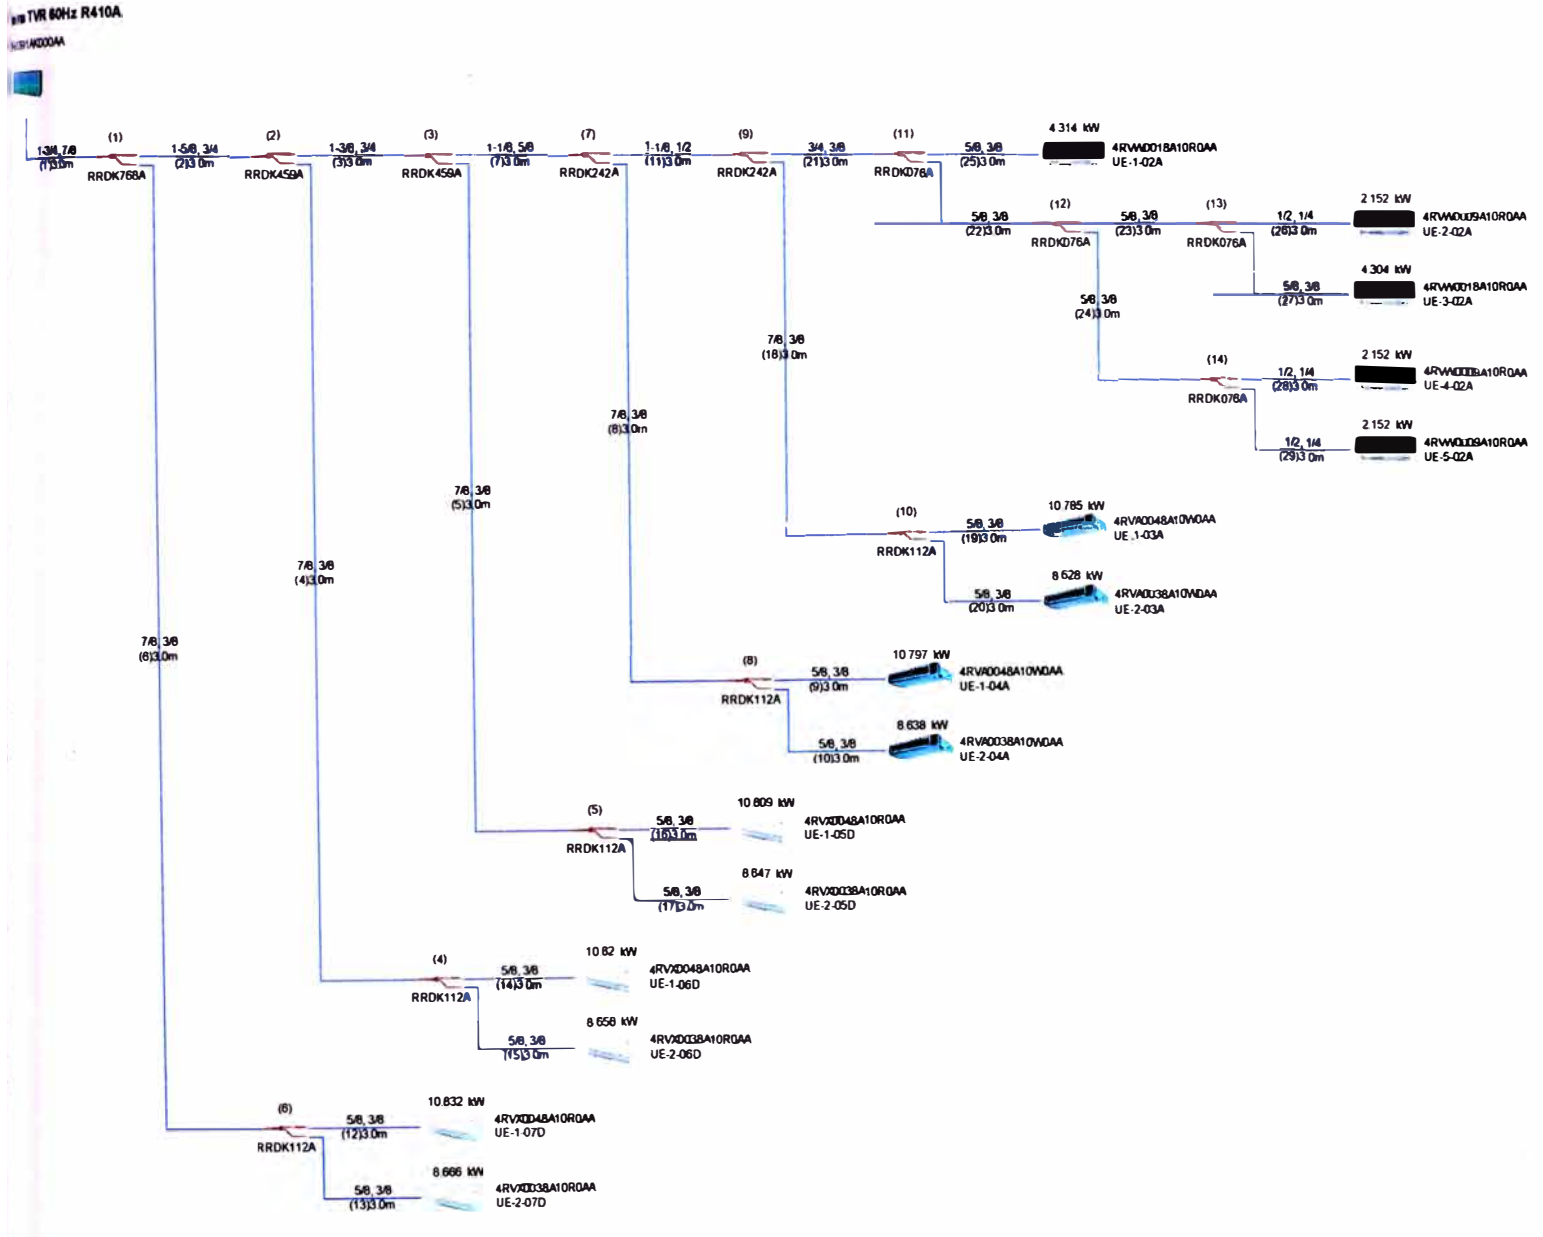 TVR 60Hz R410A
(1)
(2)
(3)
(7)
(9)
(11)
1-3/4, 7/8
(1)3.0m
RRDK768A
1-5/8, 3/4
(2)3.0m
RRDK459A
1-3/8, 3/4
(3)3.0m
RRDK459A
1-1/8, 5/8
(7)3.0m
RRDK242A
1-1/8, 1/2
(11)3.0m
RRDK242A
3/4, 3/8
(21)3.0m
RRDK076A
5/8, 3/8
(25)3.0m
4.314 kW
4RVW0018A10R0AA
UE-1-02A
5/8, 3/8
(22)3.0m
(12)
RRDK076A
5/8, 3/8
(23)3.0m
(13)
RRDK076A
1/2, 1/4
(26)3.0m
2.152 kW
4RVW0009A10R0AA
UE-2-02A
5/8, 3/8
(27)3.0m
4.304 kW
4RVW0018A10R0AA
UE-3-02A
5/8, 3/8
(24)3.0m
(14)
RRDK076A
1/2, 1/4
(28)3.0m
2.152 kW
4RVW0009A10R0AA
UE-4-02A
1/2, 1/4
(29)3.0m
2.152 kW
4RVW0009A10R0AA
UE-5-02A
7/8, 3/8
(18)3.0m
(10)
RRDK112A
5/8, 3/8
(19)3.0m
10.785 kW
4RVA0048A10W0AA
UE-1-03A
5/8, 3/8
(20)3.0m
8.628 kW
4RVA0038A10W0AA
UE-2-03A
7/8, 3/8
(8)3.0m
(8)
RRDK112A
5/8, 3/8
(9)3.0m
10.797 kW
4RVA0048A10W0AA
UE-1-04A
5/8, 3/8
(10)3.0m
8.638 kW
4RVA0038A10W0AA
UE-2-04A
7/8, 3/8
(5)3.0m
(5)
RRDK112A
5/8, 3/8
(16)3.0m
10.809 kW
4RVX0048A10R0AA
UE-1-05D
5/8, 3/8
(17)3.0m
8.647 kW
4RVX0038A10R0AA
UE-2-05D
7/8, 3/8
(4)3.0m
(4)
RRDK112A
5/8, 3/8
(14)3.0m
10.82 kW
4RVX0048A10R0AA
UE-1-06D
5/8, 3/8
(15)3.0m
8.656 kW
4RVX0038A10R0AA
UE-2-06D
7/8, 3/8
(6)3.0m
(6)
RRDK112A
5/8, 3/8
(12)3.0m
10.832 kW
4RVX0048A10R0AA
UE-1-07D
5/8, 3/8
(13)3.0m
8.666 kW
4RVX0038A10R0AA
UE-2-07D